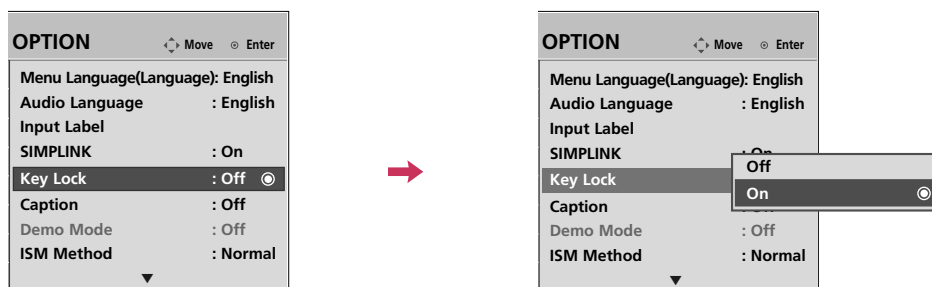 OPTION Move Enter
Menu Language(Language): English
Audio Language : English
Input Label
SIMPLINK : On
Key Lock : Off
Caption : Off
Demo Mode : Off
ISM Method : Normal
OPTION Move Enter
Menu Language(Language): English
Audio Language : English
Input Label
SIMPLINK : On
Key Lock
Off
On
Caption
Demo Mode : Off
ISM Method : Normal